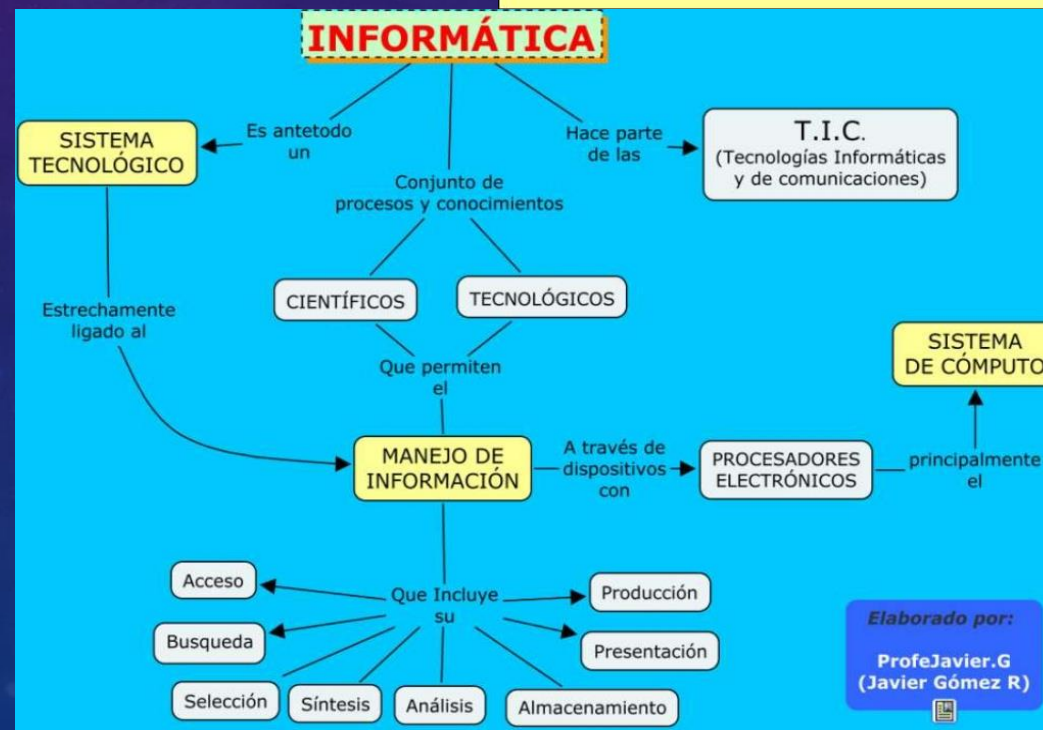 INFORMÁTICA
SISTEMA
TECNOLÓGICO
Es antetodo
un
Hace parte
de las
T.I.C.
(Tecnologías Informáticas
y de comunicaciones)
Conjunto de
procesos y conocimientos
CIENTÍFICOS
TECNOLÓGICOS
Estrechamente
ligado al
Que permiten
el
SISTEMA
DE CÓMPUTO
MANEJO DE
INFORMACIÓN
A través de
dispositivos
con
PROCESADORES
ELECTRÓNICOS
principalmente
el
Que Incluye
su
Acceso
Busqueda
Selección
Síntesis
Análisis
Almacenamiento
Presentación
Producción
Elaborado por:
ProfeJavier.G
(Javier Gómez R)